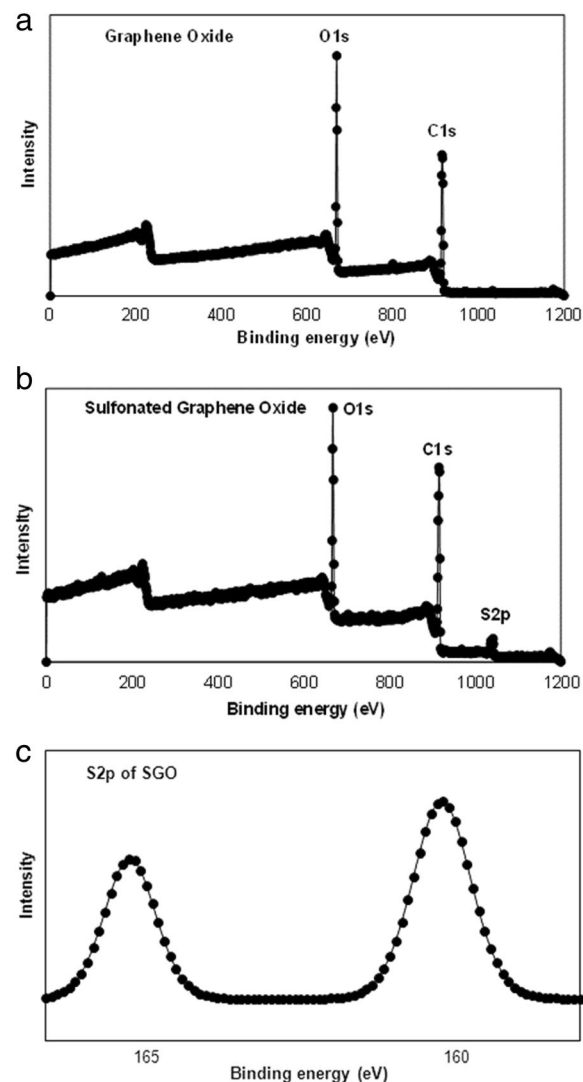 a
Graphene Oxide
O1s
C1s
Intensity
0 200 400 600 800 1000 1200
Binding energy (eV)
b
Sulfonated Graphene Oxide
O1s
C1s
S2p
Intensity
0 200 400 600 800 1000 1200
Binding energy (eV)
c
S2p of SGO
Intensity
165 160
Binding energy (eV)